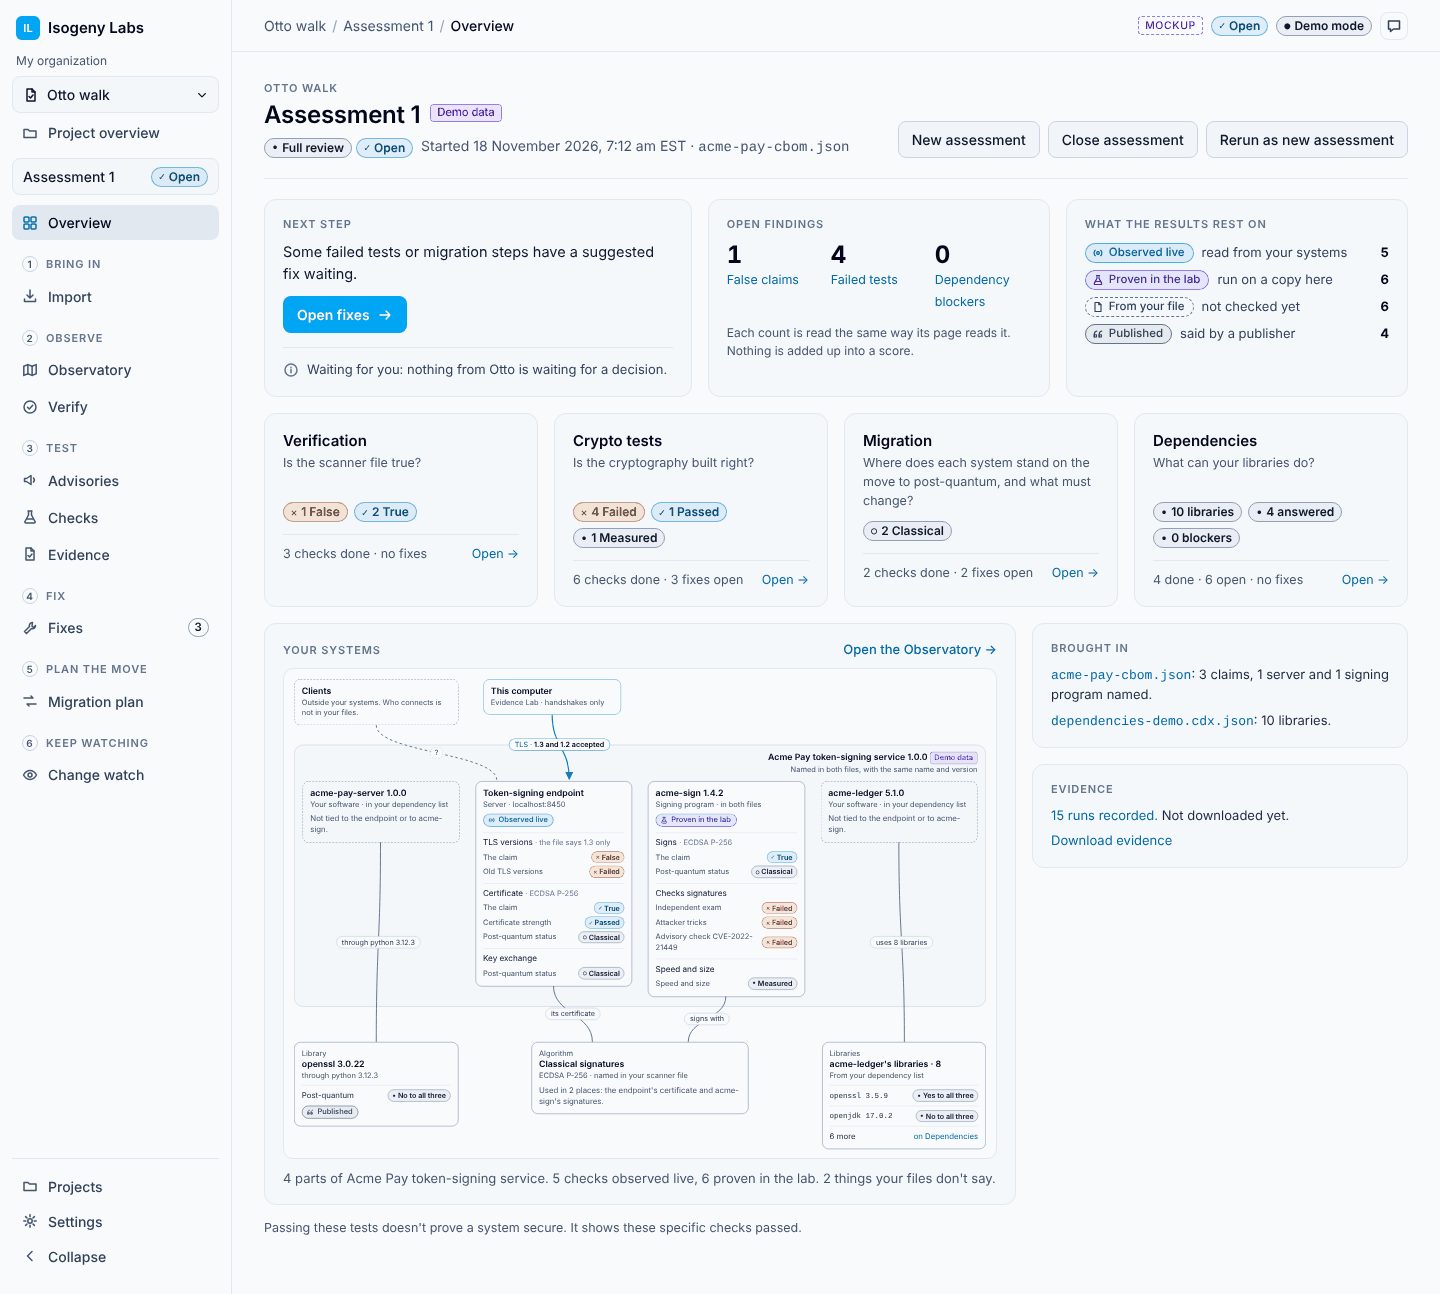 IL Isogeny Labs
My organization
Otto walk
Project overview
Assessment 1 ✓ Open
Overview
1 BRING IN
Import
2 OBSERVE
Observatory
Verify
3 TEST
Advisories
Checks
Evidence
4 FIX
Fixes 3
5 PLAN THE MOVE
Migration plan
6 KEEP WATCHING
Change watch
Projects
Settings
Collapse
Otto walk / Assessment 1 / Overview
MOCKUP ✓ Open • Demo mode
OTTO WALK
Assessment 1 Demo data
• Full review ✓ Open Started 18 November 2026, 7:12 am EST · acme-pay-cbom.json
New assessment Close assessment Rerun as new assessment
NEXT STEP
Some failed tests or migration steps have a suggested
fix waiting.
Open fixes →
Waiting for you: nothing from Otto is waiting for a decision.
OPEN FINDINGS
1 4 0
False claims Failed tests Dependency
blockers
Each count is read the same way its page reads it.
Nothing is added up into a score.
WHAT THE RESULTS REST ON
Observed live read from your systems 5
Proven in the lab run on a copy here 6
From your file not checked yet 6
Published said by a publisher 4
Verification
Is the scanner file true?
× 1 False ✓ 2 True
3 checks done · no fixes Open →
Crypto tests
Is the cryptography built right?
× 4 Failed ✓ 1 Passed
• 1 Measured
6 checks done · 3 fixes open Open →
Migration
Where does each system stand on the
move to post-quantum, and what must
change?
○ 2 Classical
2 checks done · 2 fixes open Open →
Dependencies
What can your libraries do?
• 10 libraries • 4 answered
• 0 blockers
4 done · 6 open · no fixes Open →
YOUR SYSTEMS Open the Observatory →
Clients
Outside your systems. Who connects is
not in your files.
This computer
Evidence Lab · handshakes only
?
TLS · 1.3 and 1.2 accepted
Acme Pay token-signing service 1.0.0 Demo data
Named in both files, with the same name and version
acme-pay-server 1.0.0
Your software · in your dependency list
Not tied to the endpoint or to acme-
sign.
Token-signing endpoint
Server · localhost:8450
Observed live
TLS versions · the file says 1.3 only
The claim × False
Old TLS versions × Failed
Certificate · ECDSA P-256
The claim ✓ True
Certificate strength ✓ Passed
Post-quantum status ○ Classical
Key exchange
Post-quantum status ○ Classical
acme-sign 1.4.2
Signing program · in both files
Proven in the lab
Signs · ECDSA P-256
The claim ✓ True
Post-quantum status ○ Classical
Checks signatures
Independent exam × Failed
Attacker tricks × Failed
Advisory check CVE-2022-
21449 × Failed
Speed and size
Speed and size • Measured
acme-ledger 5.1.0
Your software · in your dependency list
Not tied to the endpoint or to acme-
sign.
through python 3.12.3
uses 8 libraries
its certificate
signs with
Library
openssl 3.0.22
through python 3.12.3
Post-quantum • No to all three
Published
Algorithm
Classical signatures
ECDSA P-256 · named in your scanner file
Used in 2 places: the endpoint's certificate and acme-
sign's signatures.
Libraries
acme-ledger's libraries · 8
From your dependency list
openssl 3.5.9 • Yes to all three
openjdk 17.0.2 • No to all three
6 more on Dependencies
4 parts of Acme Pay token-signing service. 5 checks observed live, 6 proven in the lab. 2 things your files don't say.
BROUGHT IN
acme-pay-cbom.json: 3 claims, 1 server and 1 signing
program named.
dependencies-demo.cdx.json: 10 libraries.
EVIDENCE
15 runs recorded. Not downloaded yet.
Download evidence
Passing these tests doesn't prove a system secure. It shows these specific checks passed.